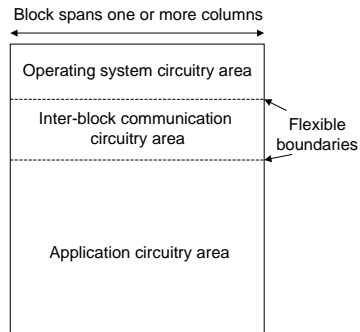 Block spans one or more columns
Operating system circuitry area
Inter-block communication
circuitry area
Flexible
boundaries
Application circuitry area